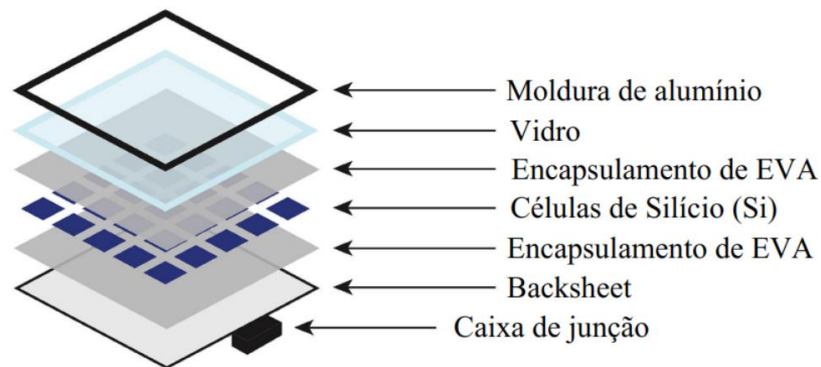 Moldura de alumínio
Vidro
Encapsulamento de EVA
Células de Silício (Si)
Encapsulamento de EVA
Backsheet
Caixa de junção